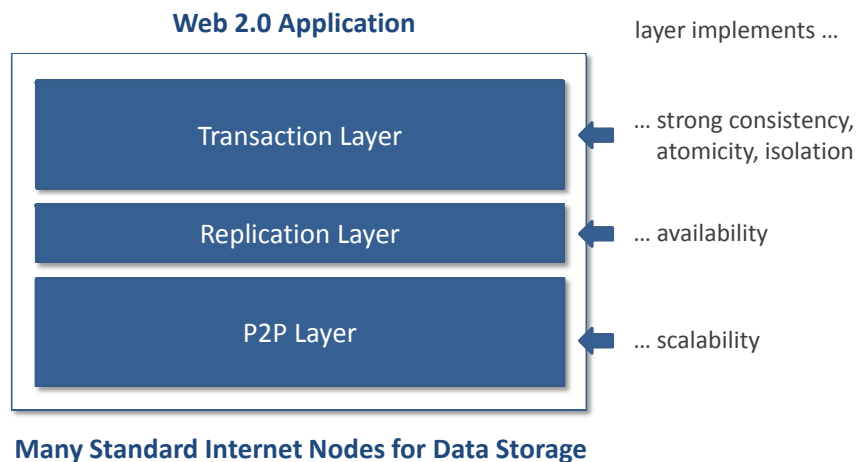 Web 2.0 Application
layer implements …
Transaction Layer
… strong consistency,
atomicity, isolation
Replication Layer
… availability
P2P Layer
… scalability
Many Standard Internet Nodes for Data Storage